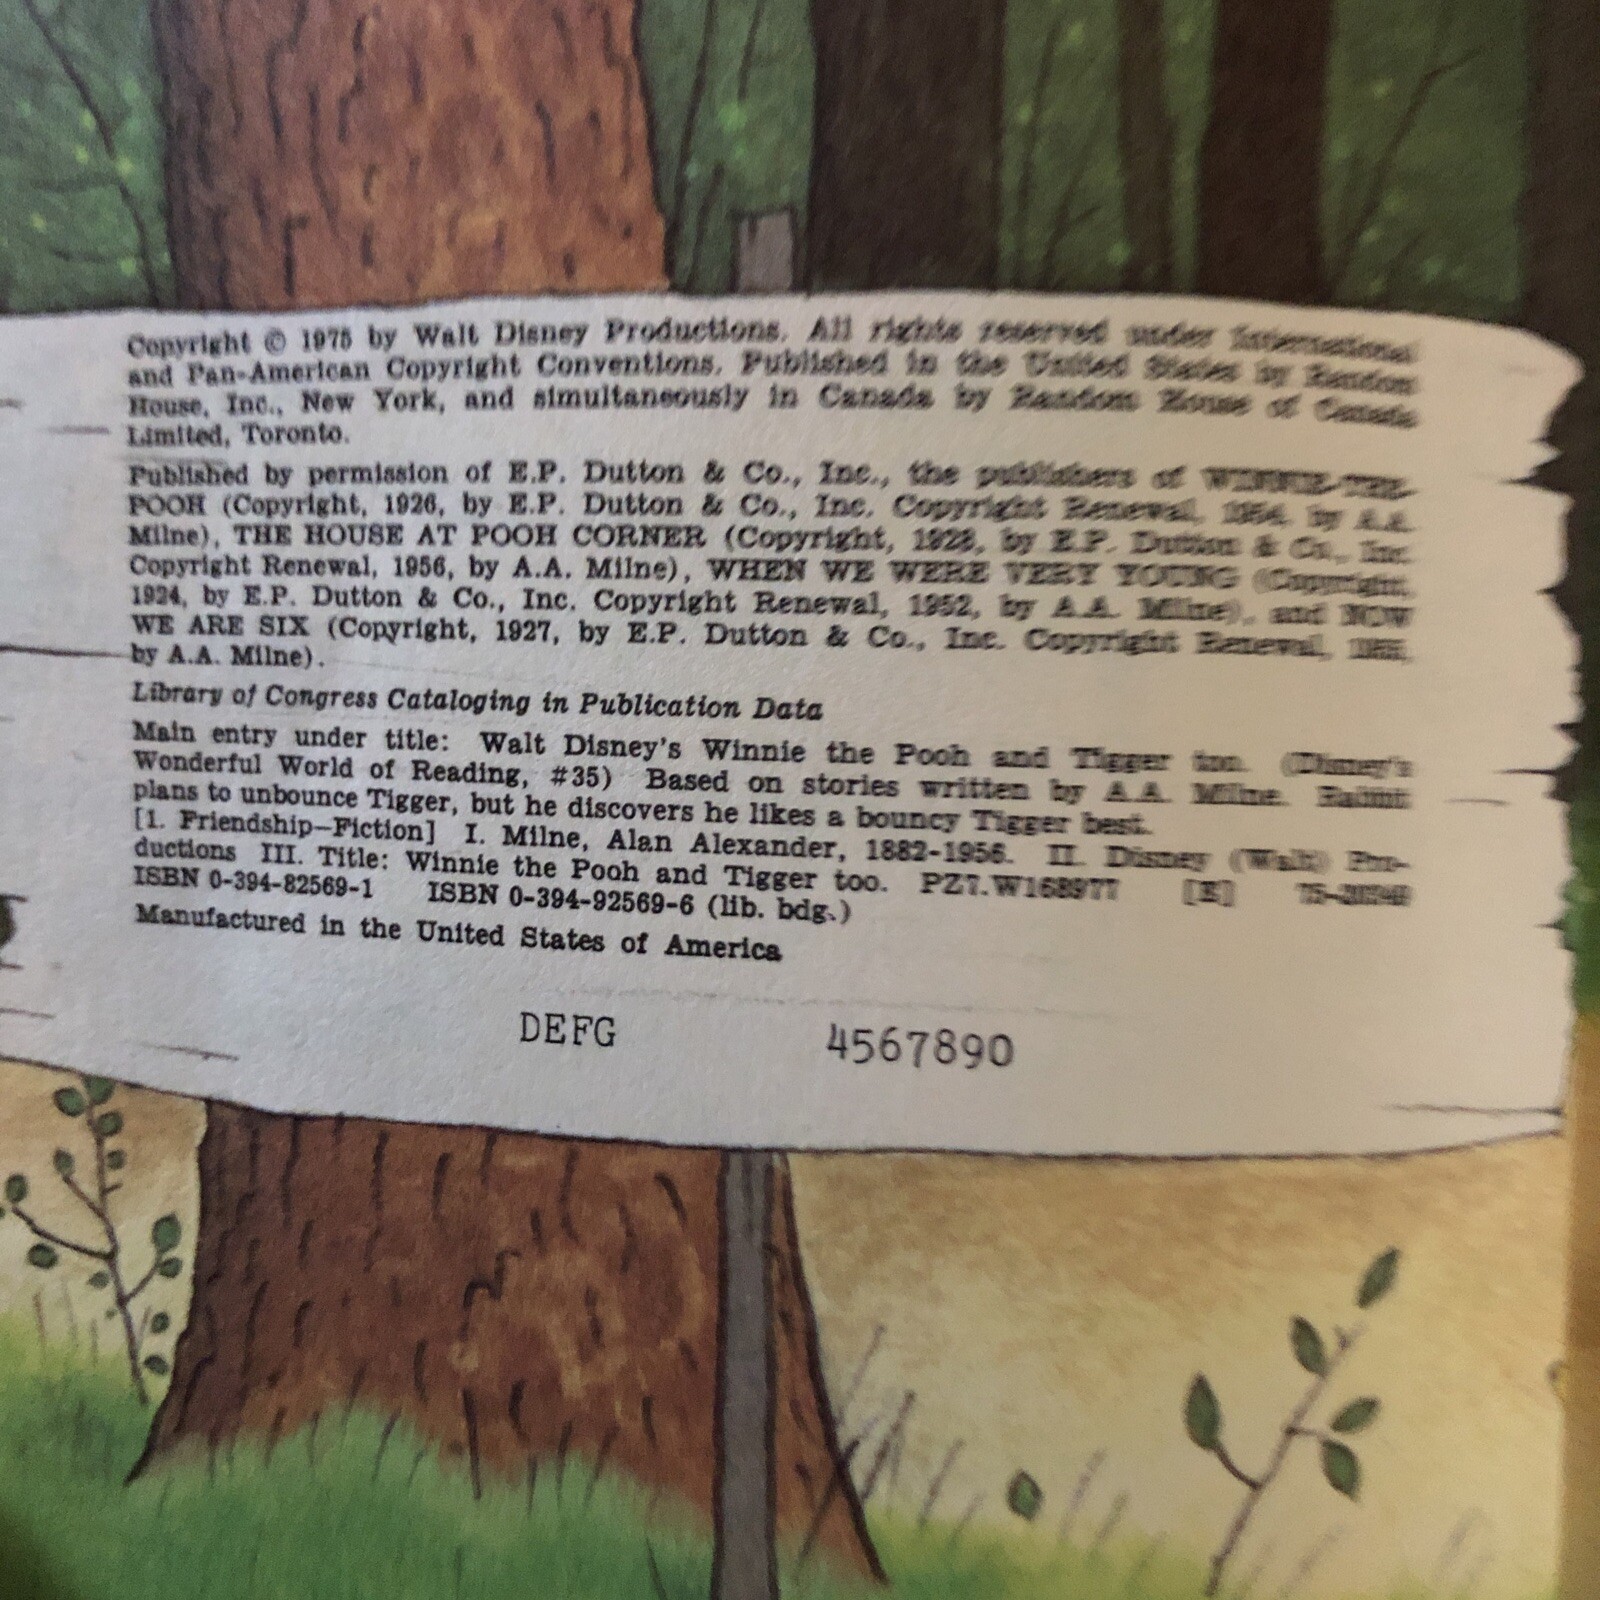 Copyright © 1975 by Walt Disney Productions. All rights reserved under International
and Pan-American Copyright Conventions. Published in the United States by Random
House, Inc., New York, and simultaneously in Canada by Random House of Canada
Limited, Toronto.
Published by permission of E.P. Dutton & Co., Inc., the publishers of WINNIE-THE-
POOH (Copyright, 1926, by E.P. Dutton & Co., Inc. Copyright Renewal, 1954, by A.A.
Milne), THE HOUSE AT POOH CORNER (Copyright, 1928, by E.P. Dutton & Co., Inc.
Copyright Renewal, 1956, by A.A. Milne), WHEN WE WERE VERY YOUNG (Copyright,
1924, by E.P. Dutton & Co., Inc. Copyright Renewal, 1952, by A.A. Milne), and NOW
WE ARE SIX (Copyright, 1927, by E.P. Dutton & Co., Inc. Copyright Renewal,
by A.A. Milne).
Library of Congress Cataloging in Publication Data
Main entry under title: Walt Disney's Winnie the Pooh and Tigger too. (Disney's
Wonderful World of Reading, #35) Based on stories written by A.A. Milne. Rabbit
plans to unbounce Tigger, but he discovers he likes a bouncy Tigger best.
[1. Friendship—Fiction] I. Milne, Alan Alexander, 1882-1956. II. Disney (Walt) Pro-
ductions III. Title: Winnie the Pooh and Tigger too. PZ7.W168977 [E]
ISBN 0-394-82569-1 ISBN 0-394-92569-6 (lib. bdg.)
Manufactured in the United States of America
DEFG 4567890